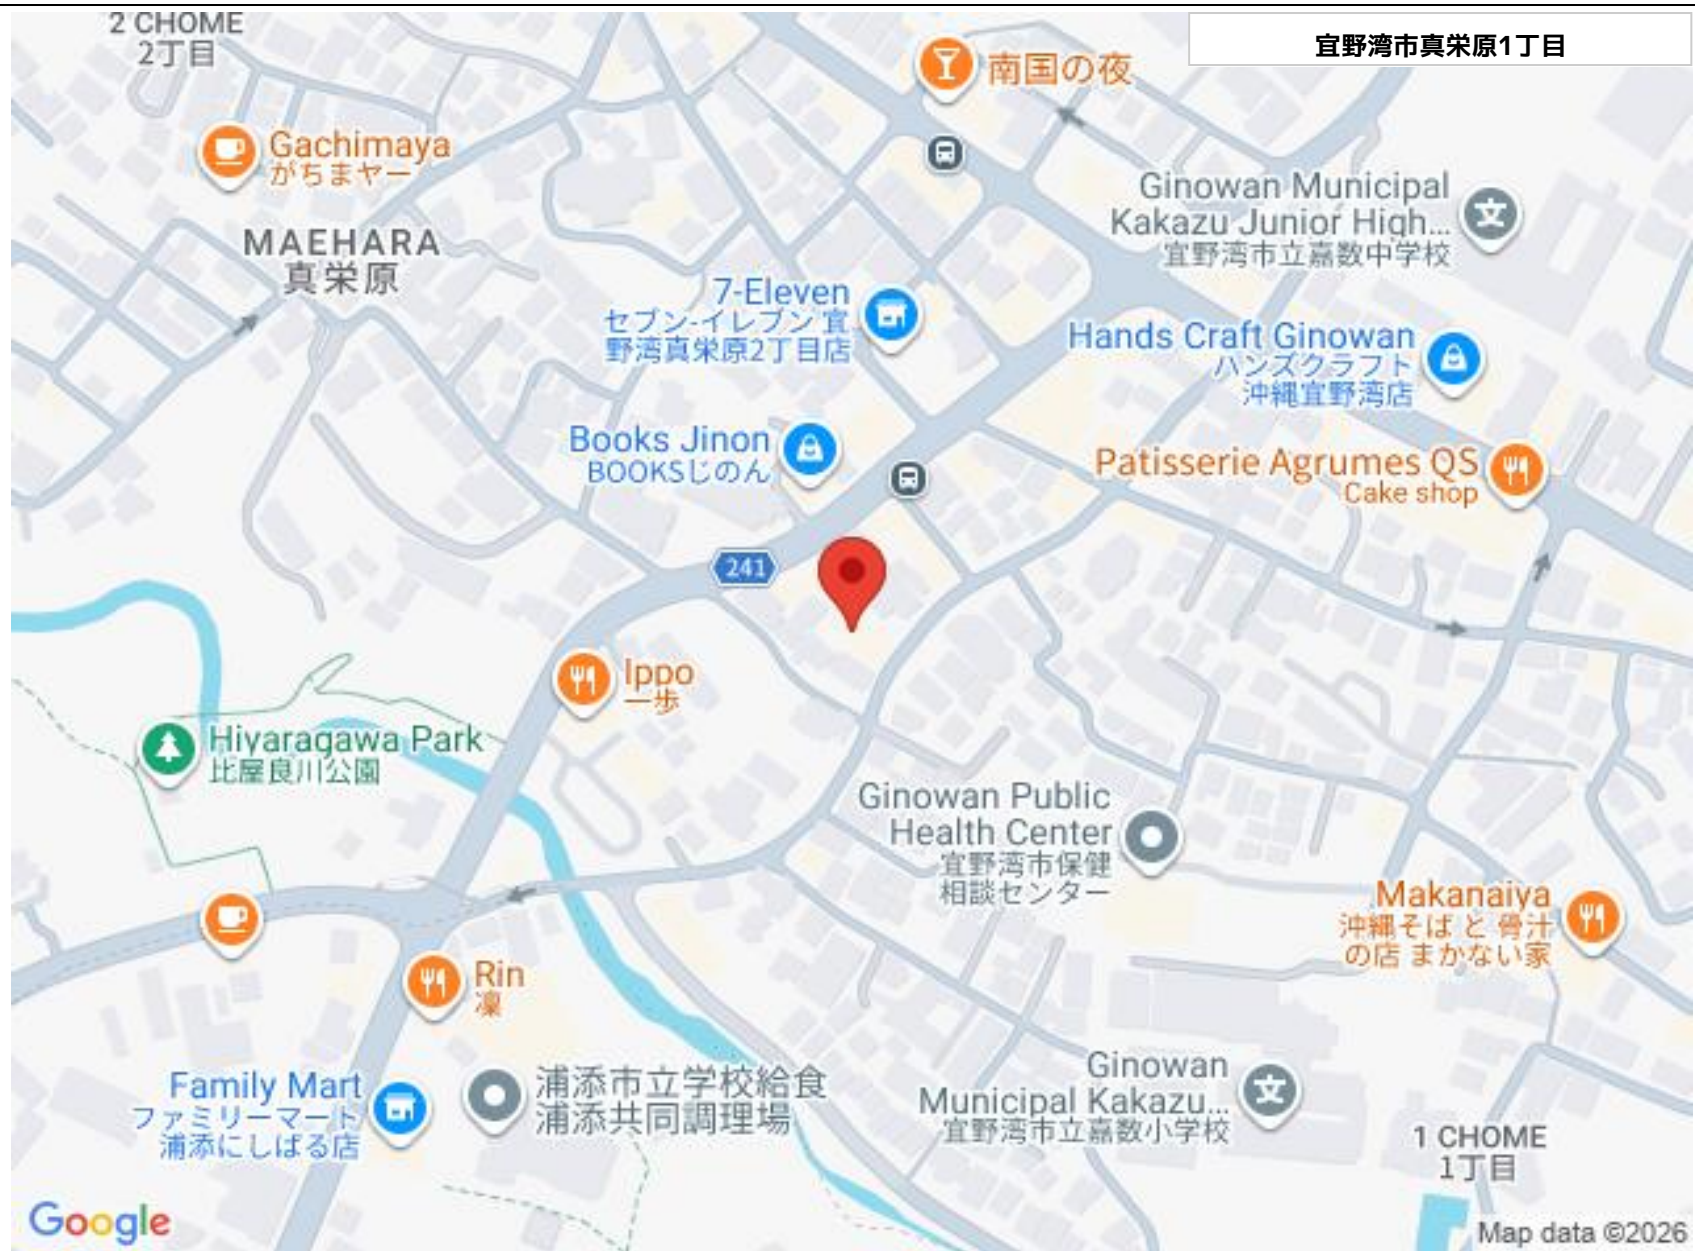 2 CHOME
2丁目
宜野湾市真栄原1丁目
南国の夜
Gachimaya
がちまヤー
Ginowan Municipal
Kakazu Junior High...
宜野湾市立嘉数中学校
MAEHARA
真栄原
7-Eleven
セブン-イレブン 宜
野湾真栄原2丁目店
Hands Craft Ginowan
ハンズクラフト
沖縄宜野湾店
Books Jinon
BOOKSじのん
Patisserie Agrumes QS
Cake shop
241
Ippo
一歩
Hiyaragawa Park
比屋良川公園
Ginowan Public
Health Center
宜野湾市保健
相談センター
Makanaiya
沖縄そば と 骨汁
の店 まかない家
Rin
凜
Family Mart
ファミリーマート
浦添にしばる店
浦添市立学校給食
浦添共同調理場
Ginowan
Municipal Kakazu...
宜野湾市立嘉数小学校
1 CHOME
1丁目
Google
Map data ©2026